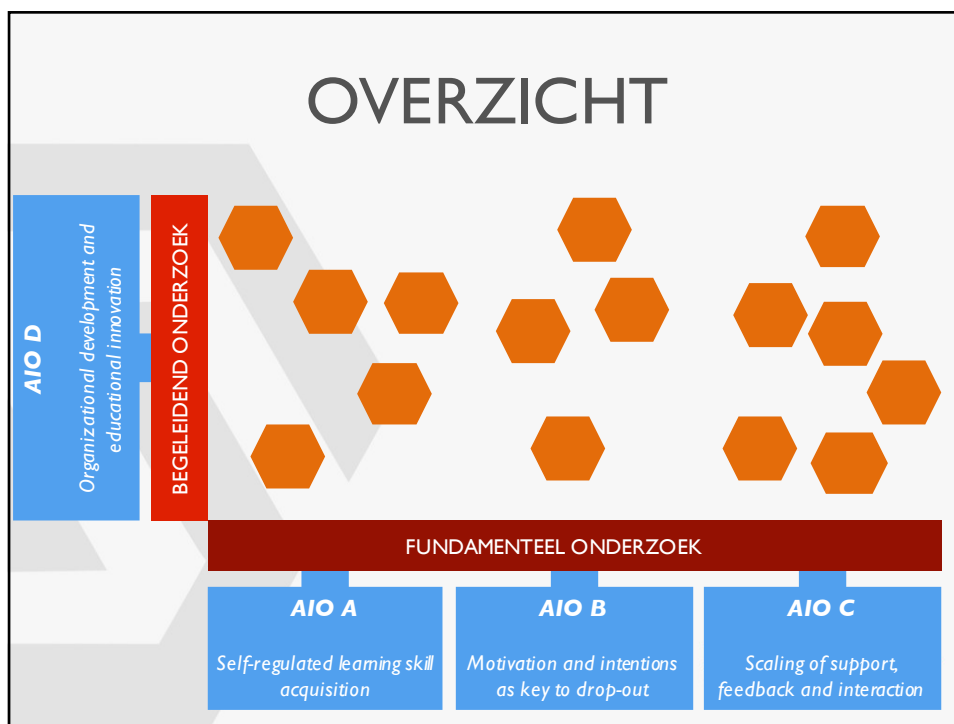 OVERZICHT
AIO D
Organizational development and
educational innovation
BEGELEIDEND ONDERZOEK
FUNDAMENTEEL ONDERZOEK
AIO A
Self-regulated learning skill
acquisition
AIO B
Motivation and intentions
as key to drop-out
AIO C
Scaling of support,
feedback and interaction